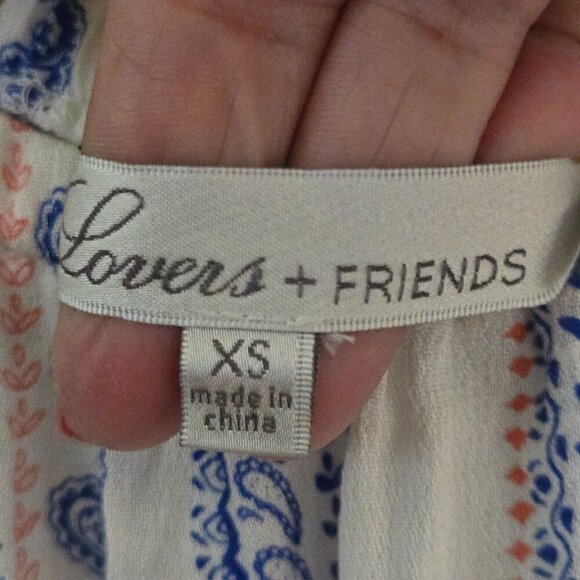 Lovers + FRIENDS
XS
made in
china